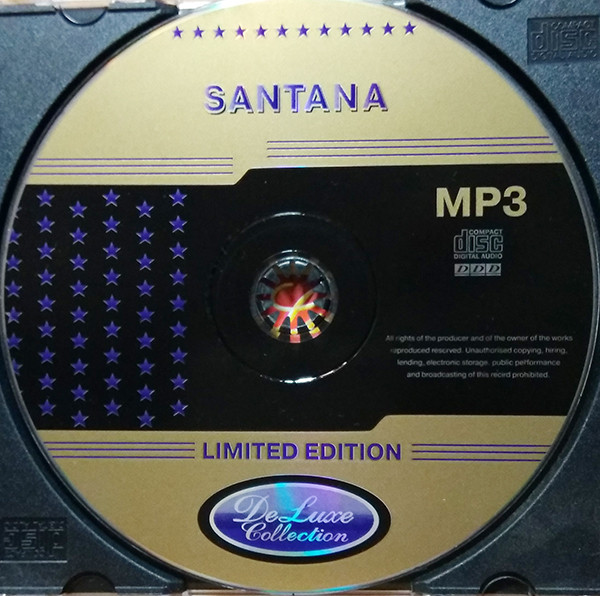 SANTANA
MP3
COMPACT
disc
DIGITAL AUDIO
DDD
All rights of the producer and of the owner of the works
reproduced reserved. Unauthorised copying, hiring,
lending, electronic storage, public performance
and broadcasting of this record prohibited.
LIMITED EDITION
DeLuxe
Collection
COMPACT
disc